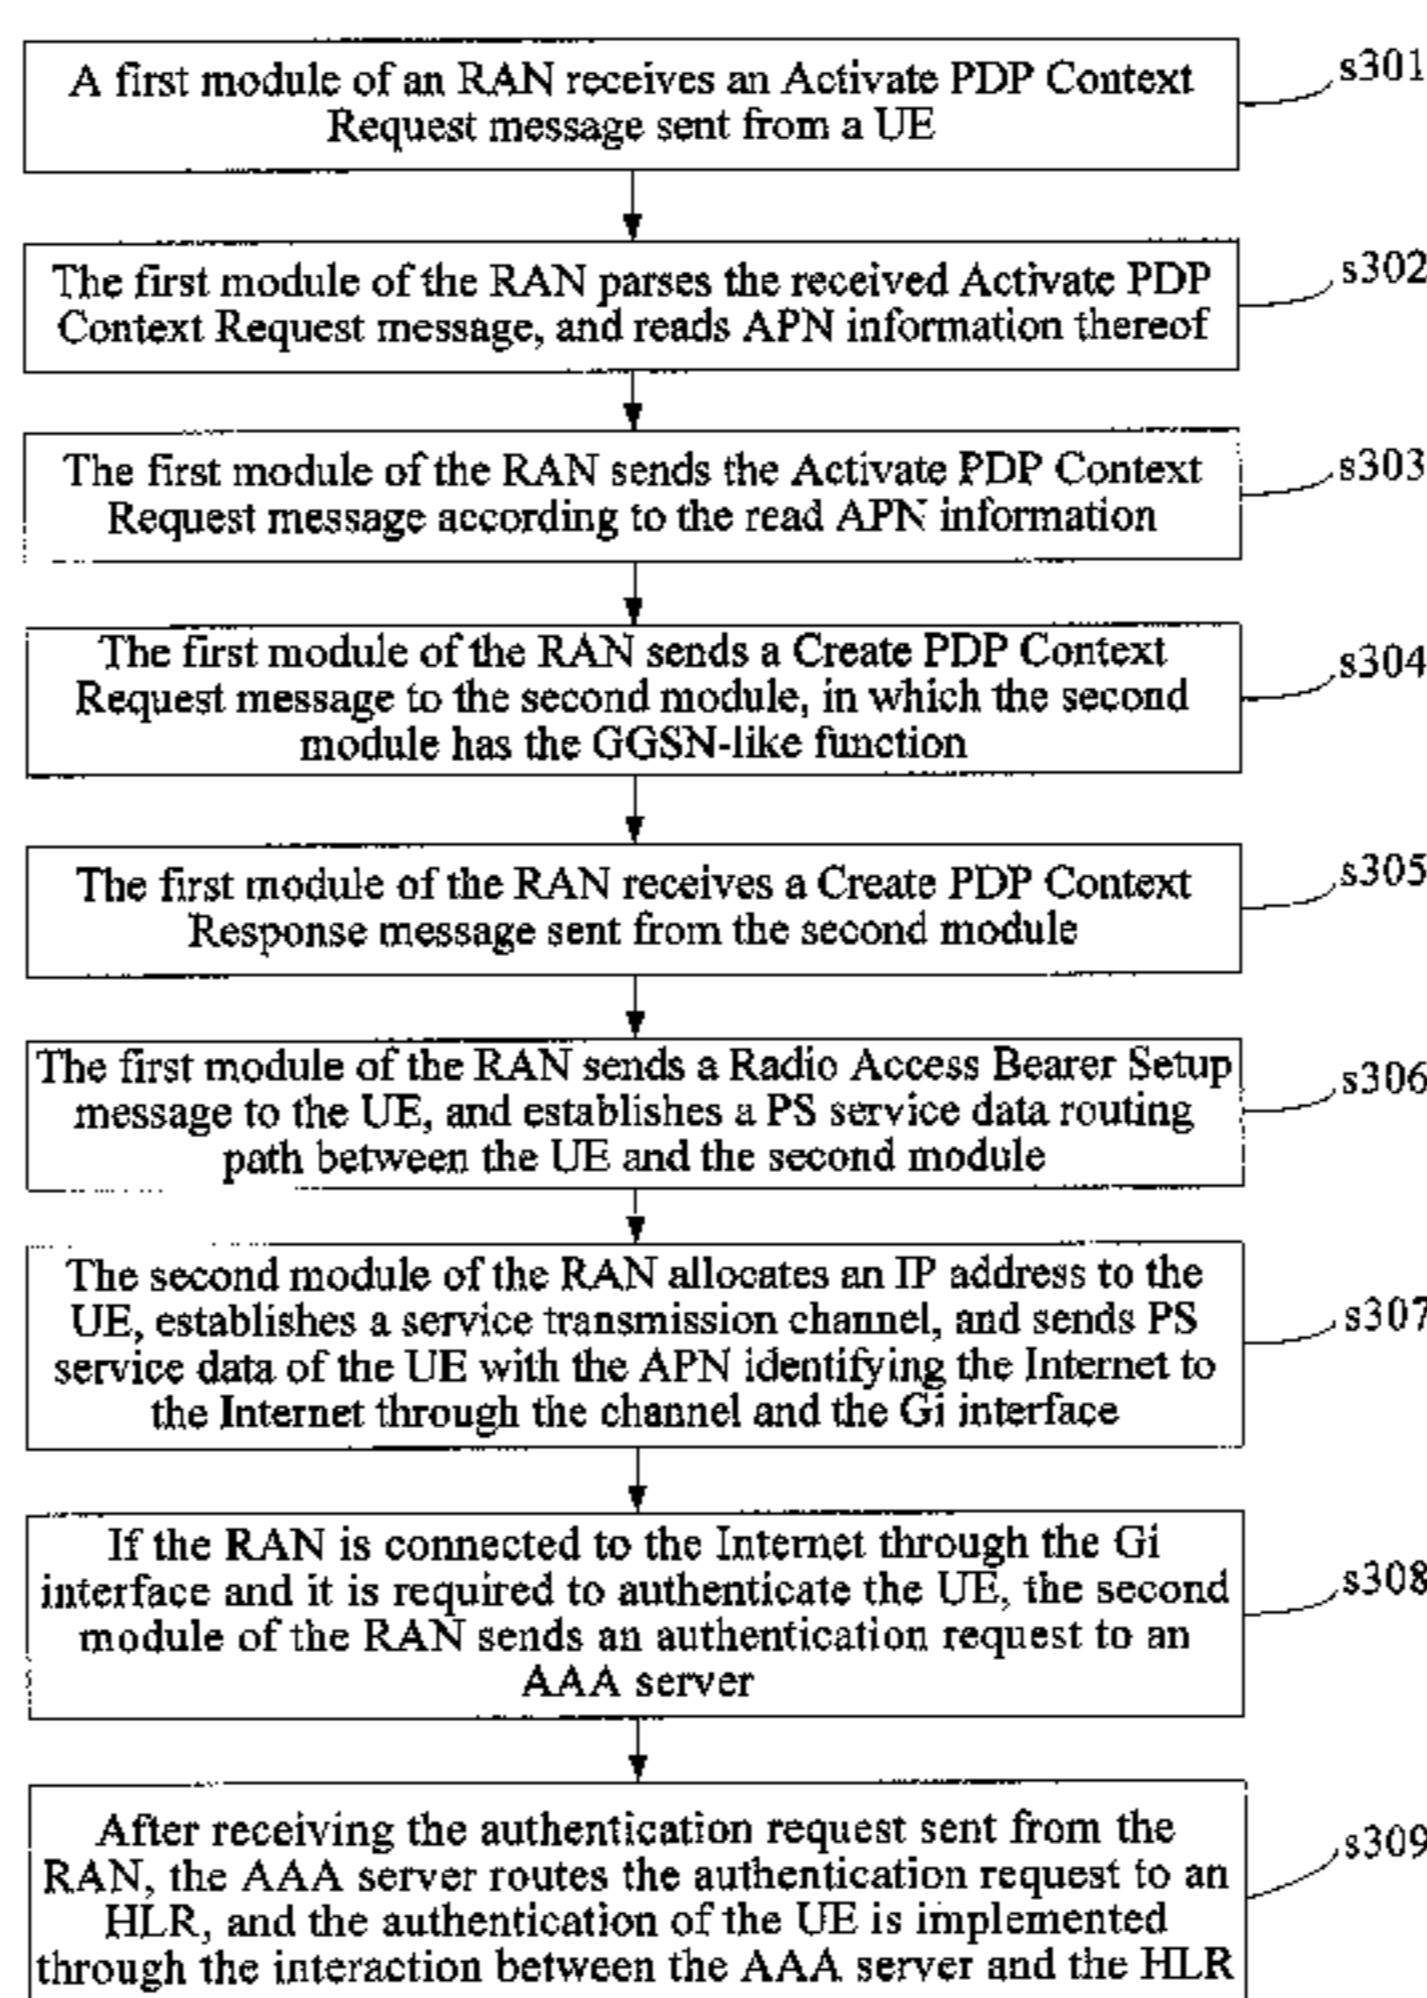 A first module of an RAN receives an Activate PDP Context
Request message sent from a UE
s301
The first module of the RAN parses the received Activate PDP
Context Request message, and reads APN information thereof
s302
The first module of the RAN sends the Activate PDP Context
Request message according to the read APN information
s303
The first module of the RAN sends a Create PDP Context
Request message to the second module, in which the second
module has the GGSN-like function
s304
The first module of the RAN receives a Create PDP Context
Response message sent from the second module
s305
The first module of the RAN sends a Radio Access Bearer Setup
message to the UE, and establishes a PS service data routing
path between the UE and the second module
s306
The second module of the RAN allocates an IP address to the
UE, establishes a service transmission channel, and sends PS
service data of the UE with the APN identifying the Internet to
the Internet through the channel and the Gi interface
s307
If the RAN is connected to the Internet through the Gi
interface and it is required to authenticate the UE, the second
module of the RAN sends an authentication request to an
AAA server
s308
After receiving the authentication request sent from the
RAN, the AAA server routes the authentication request to an
HLR, and the authentication of the UE is implemented
through the interaction between the AAA server and the HLR
s309